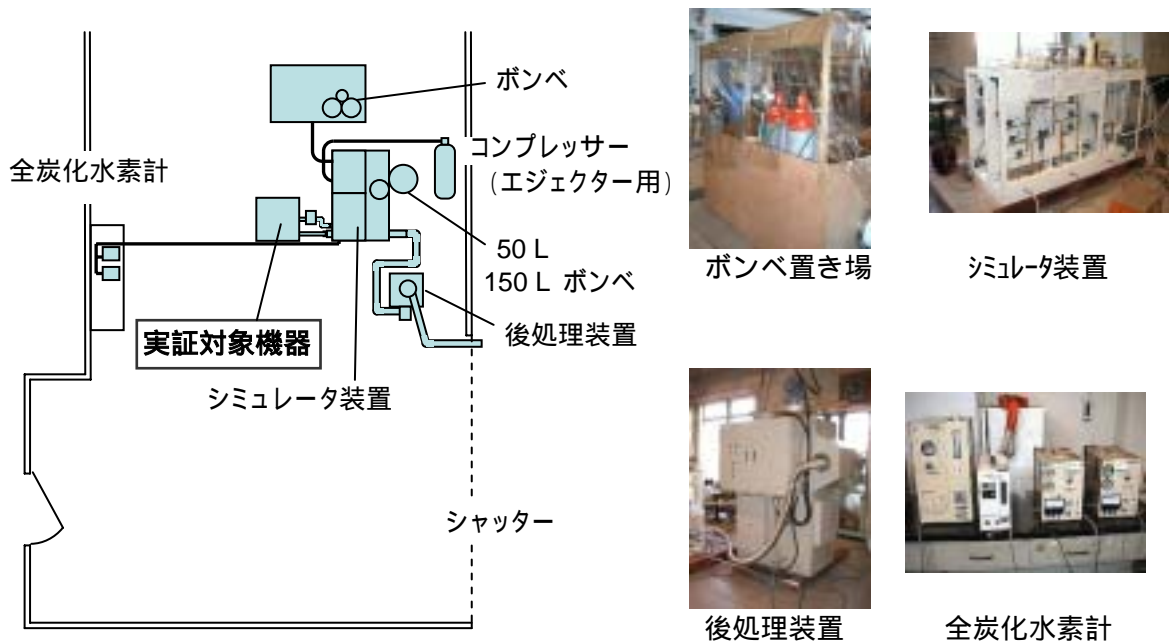 ボンベ
コンプレッサー
(エジェクター用)
全炭化水素計
50 L
150 L ボンベ
後処理装置
実証対象機器
シミュレータ装置
シャッター
ボンベ置き場
シミュレータ装置
後処理装置
全炭化水素計